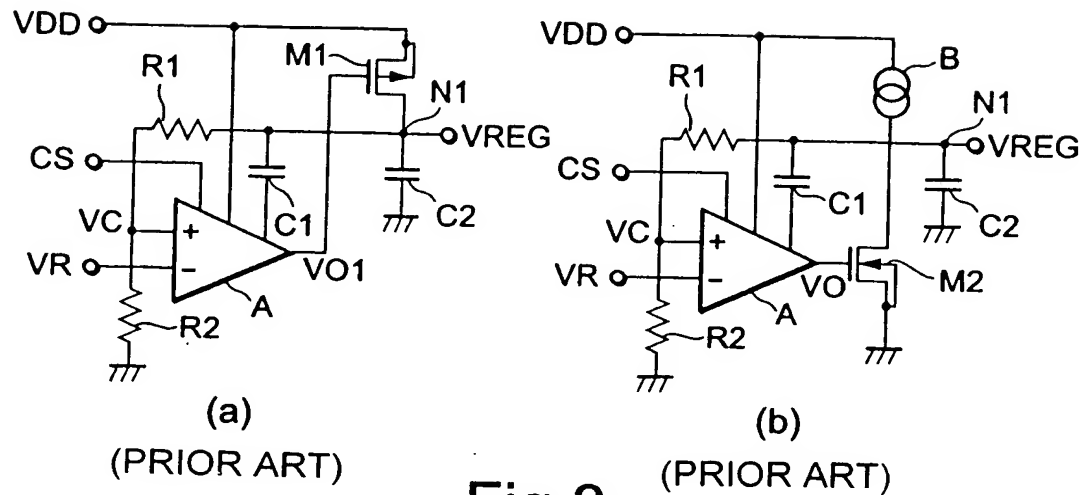 VDD
M1
R1
N1
VREG
CS
C1
C2
VC
+
VR
-
VO1
A
R2
(a)
(PRIOR ART)
VDD
B
R1
N1
VREG
CS
C1
C2
VC
+
VR
-
VO
M2
A
R2
(b)
(PRIOR ART)